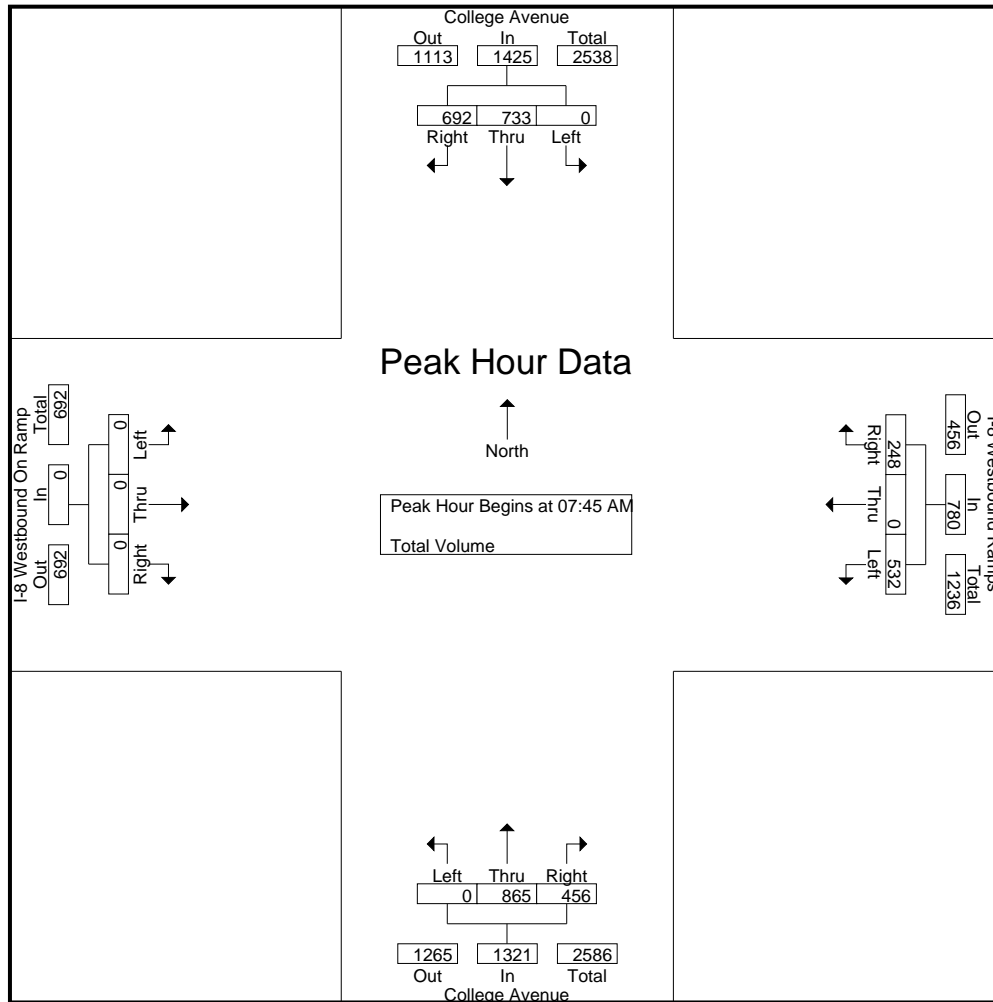 College Avenue
Out In Total
1113 1425 2538
692 733 0
Right Thru Left
Peak Hour Data
North
Peak Hour Begins at 07:45 AM
Total Volume
I-8 Westbound On Ramp
Total In Out
692 0 692
0 0 0
Left Thru Right
I-8 Westbound Ramps
Out In Total
456 780 1236
248 0 532
Right Thru Left
Left Thru Right
0 865 456
1265 1321 2586
Out In Total
College Avenue